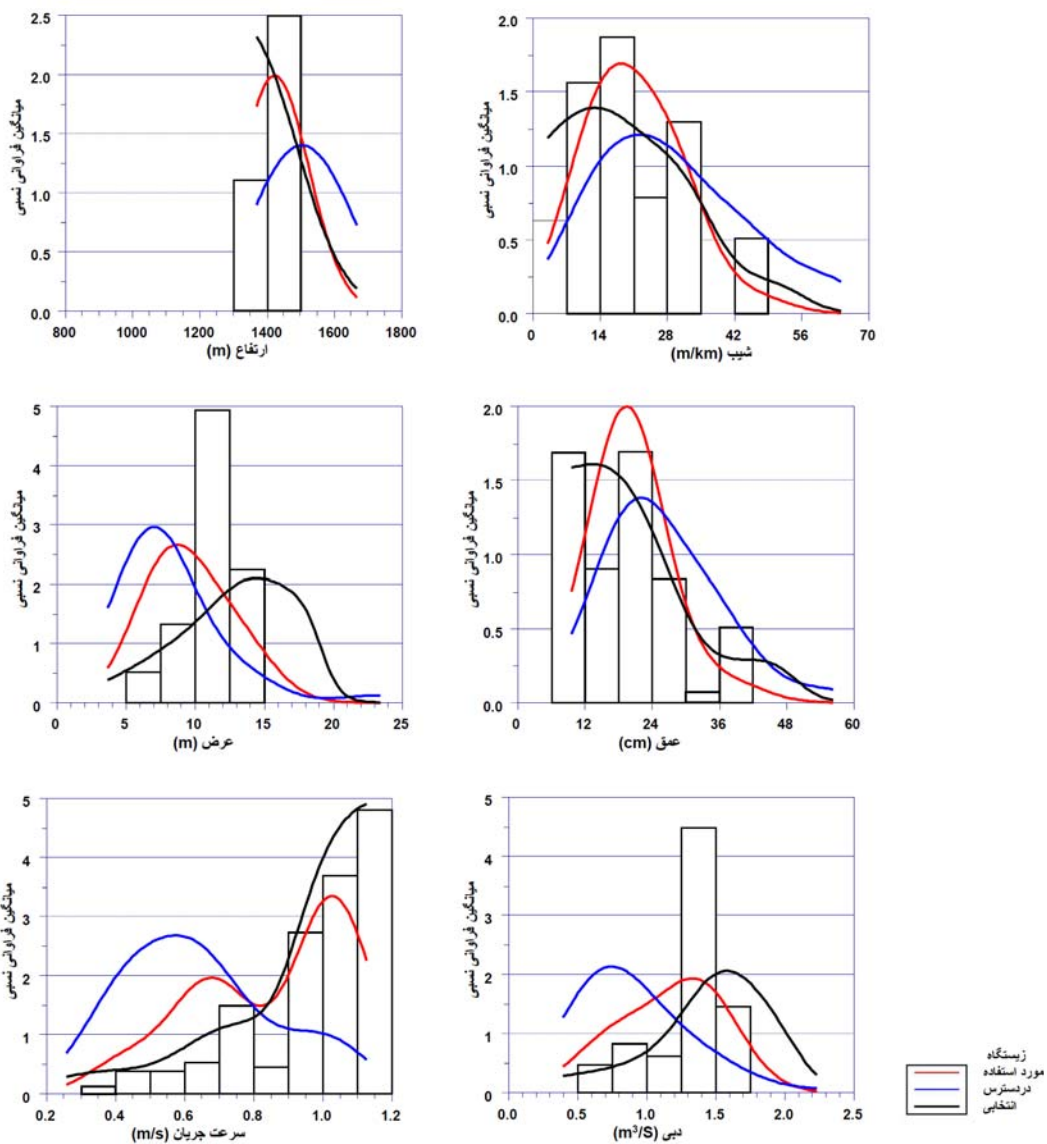 2.5
2.0
1.5
1.0
0.5
0.0
میانگین فراوانی نسبی
800 1000 1200 1400 1600 1800
ارتفاع (m)
2.0
1.5
1.0
0.5
0.0
میانگین فراوانی نسبی
0 14 28 42 56 70
شیب (m/km)
5
4
3
2
1
0
میانگین فراوانی نسبی
0 5 10 15 20 25
عرض (m)
2.0
1.5
1.0
0.5
0.0
میانگین فراوانی نسبی
0 12 24 36 48 60
عمق (cm)
5
4
3
2
1
0
میانگین فراوانی نسبی
0.2 0.4 0.6 0.8 1.0 1.2
سرعت جریان (m/s)
5
4
3
2
1
0
میانگین فراوانی نسبی
0.0 0.5 1.0 1.5 2.0 2.5
دبی (m³/S)
زیستگاه
مورد استفاده
دردسترس
انتخابی